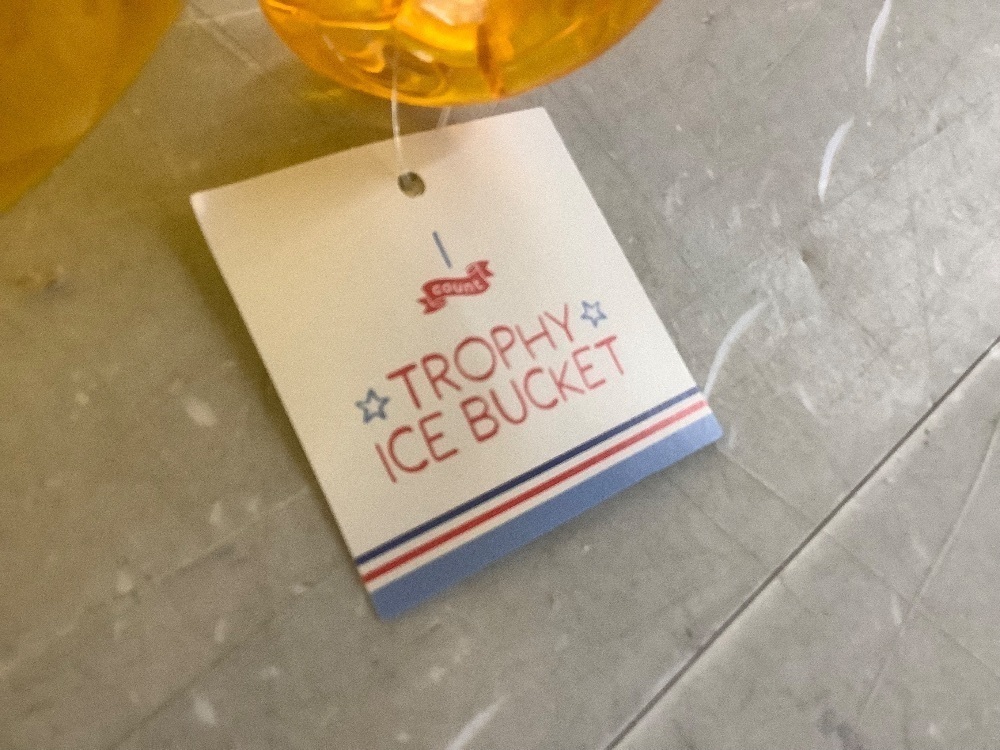 1
count
TROPHY
ICE BUCKET